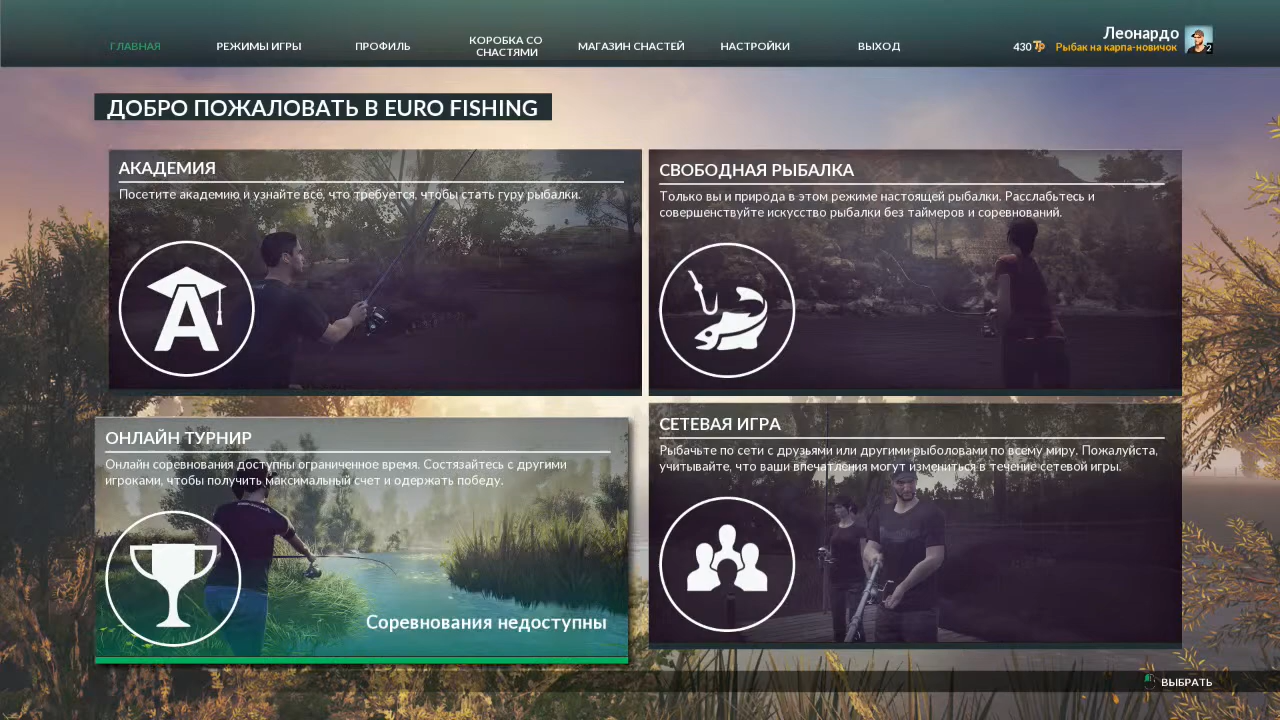 ГЛАВНАЯ
РЕЖИМЫ ИГРЫ
ПРОФИЛЬ
КОРОБКА СО
СНАСТЯМИ
МАГАЗИН СНАСТЕЙ
НАСТРОЙКИ
ВЫХОД
430 TP
Леонардо
Рыбак на карпа-новичок
2
ДОБРО ПОЖАЛОВАТЬ В EURO FISHING
АКАДЕМИЯ
Посетите академию и узнайте всё, что требуется, чтобы стать гуру рыбалки.
A
СВОБОДНАЯ РЫБАЛКА
Только вы и природа в этом режиме настоящей рыбалки. Расслабьтесь и
совершенствуйте искусство рыбалки без таймеров и соревнований.
ОНЛАЙН ТУРНИР
Онлайн соревнования доступны ограниченное время. Состязайтесь с другими
игроками, чтобы получить максимальный счет и одержать победу.
Соревнования недоступны
СЕТЕВАЯ ИГРА
Рыбачьте по сети с друзьями или другими рыболовами по всему миру. Пожалуйста,
учитывайте, что ваши впечатления могут измениться в течение сетевой игры.
ВЫБРАТЬ